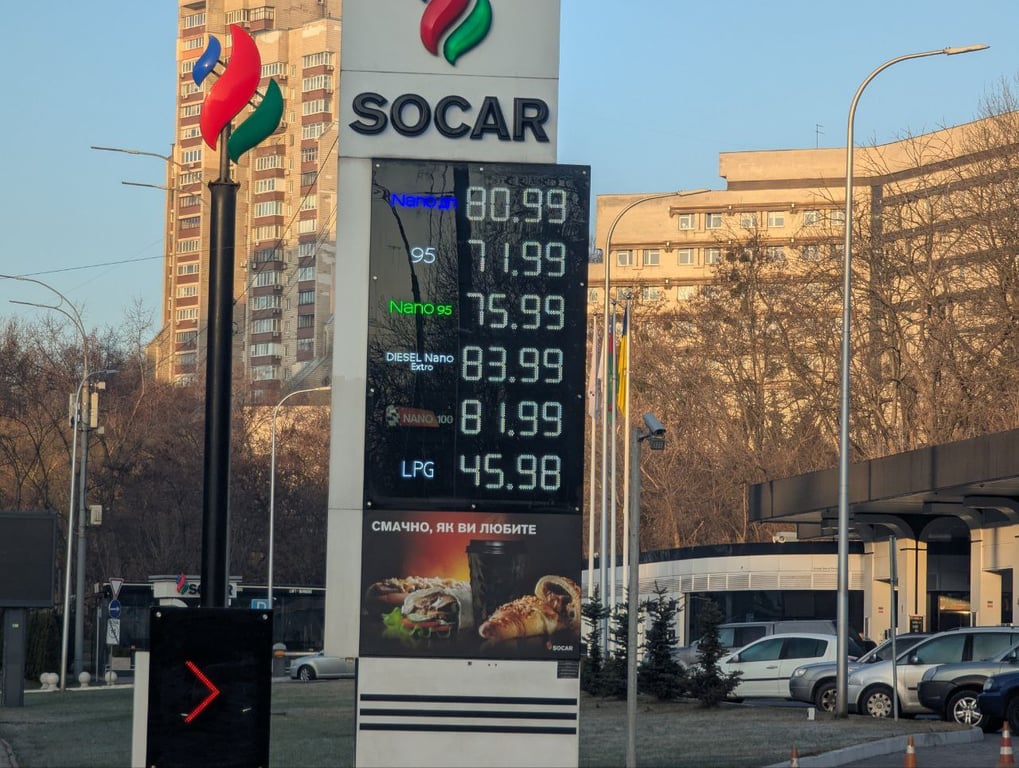 SOCAR
Nano ДП 80.99
95 71.99
Nano 95 75.99
DIESEL Nano
Extro
83.99
NANO 100 81.99
LPG 45.98
СМАЧНО, ЯК ВИ ЛЮБИТЕ
SOCAR
P